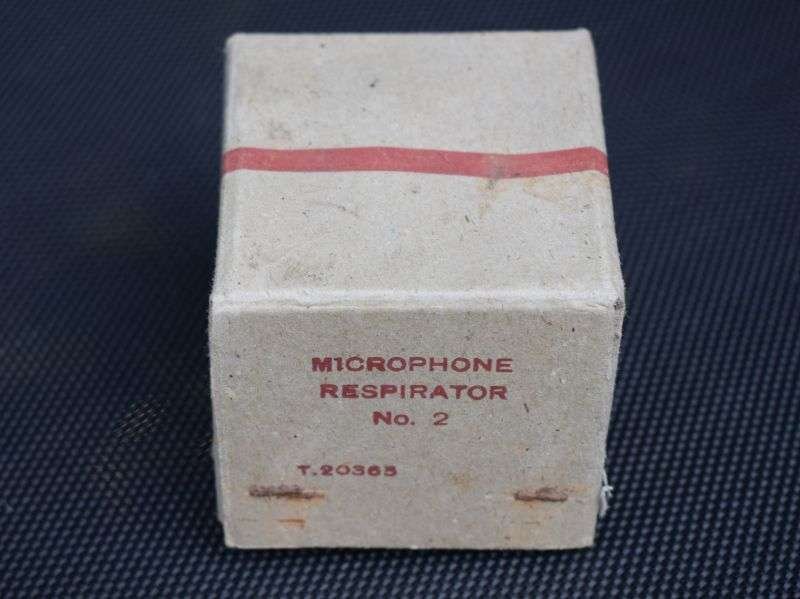 MICROPHONE
RESPIRATOR
No. 2
T.20365